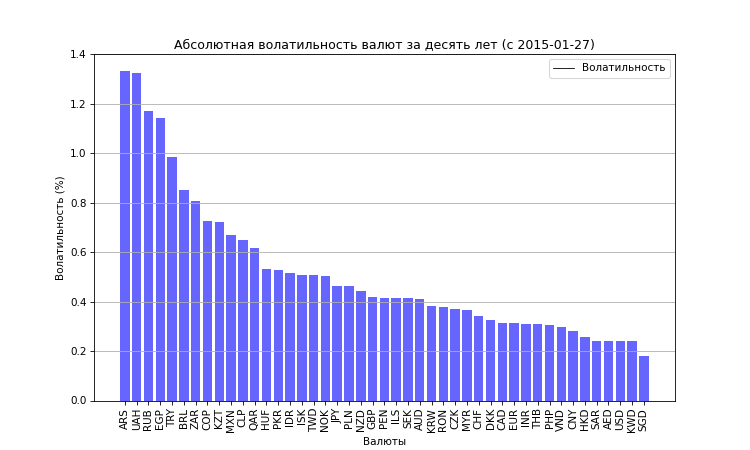 Абсолютная волатильность валют за десять лет (с 2015-01-27)
Волатильность
Волатильность (%)
1.4
1.2
1.0
0.8
0.6
0.4
0.2
0.0
ARS UAH RUB EGP TRY BRL ZAR COP KZT MXN CLP QAR HUF PKR IDR ISK TWD NOK JPY PLN NZD GBP PEN ILS SEK AUD KRW RON CZK MYR CHF DKK CAD EUR INR THB PHP VND CNY HKD SAR AED USD KWD SGD
Валюты